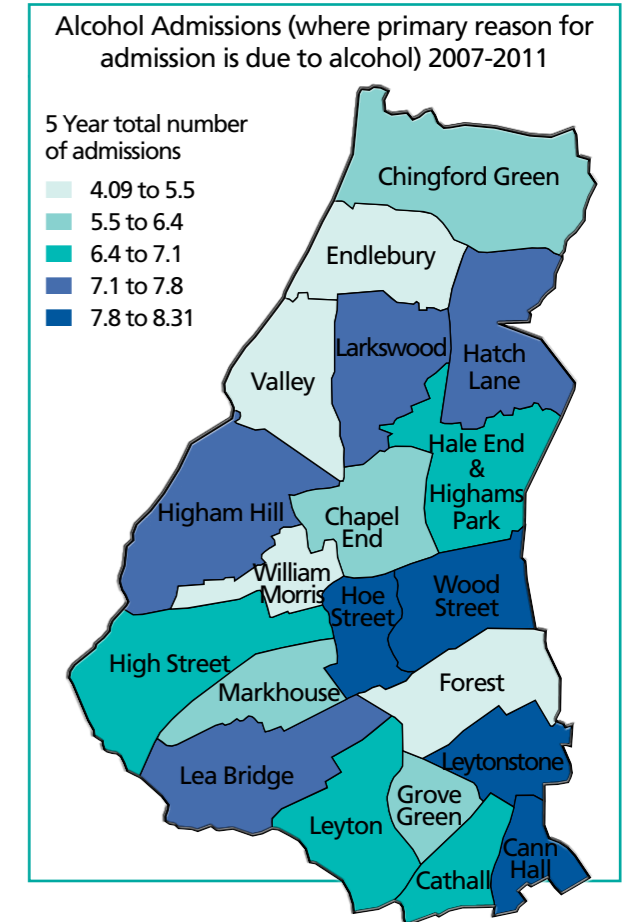 Alcohol Admissions (where primary reason for
admission is due to alcohol) 2007-2011
5 Year total number
of admissions
4.09 to 5.5
5.5 to 6.4
6.4 to 7.1
7.1 to 7.8
7.8 to 8.31
Chingford Green
Endlebury
Larkswood
Hatch
Lane
Valley
Hale End
&
Highams
Park
Higham Hill
Chapel
End
William
Morris
Hoe
Street
Wood
Street
High Street
Markhouse
Forest
Lea Bridge
Leytonstone
Grove
Green
Leyton
Cathall
Cann
Hall